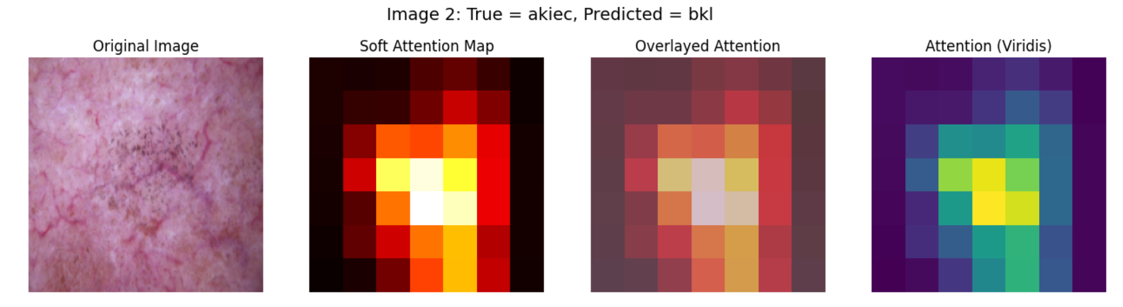 Image 2: True = akiec, Predicted = bkl
Original Image
Soft Attention Map
Overlayed Attention
Attention (Viridis)